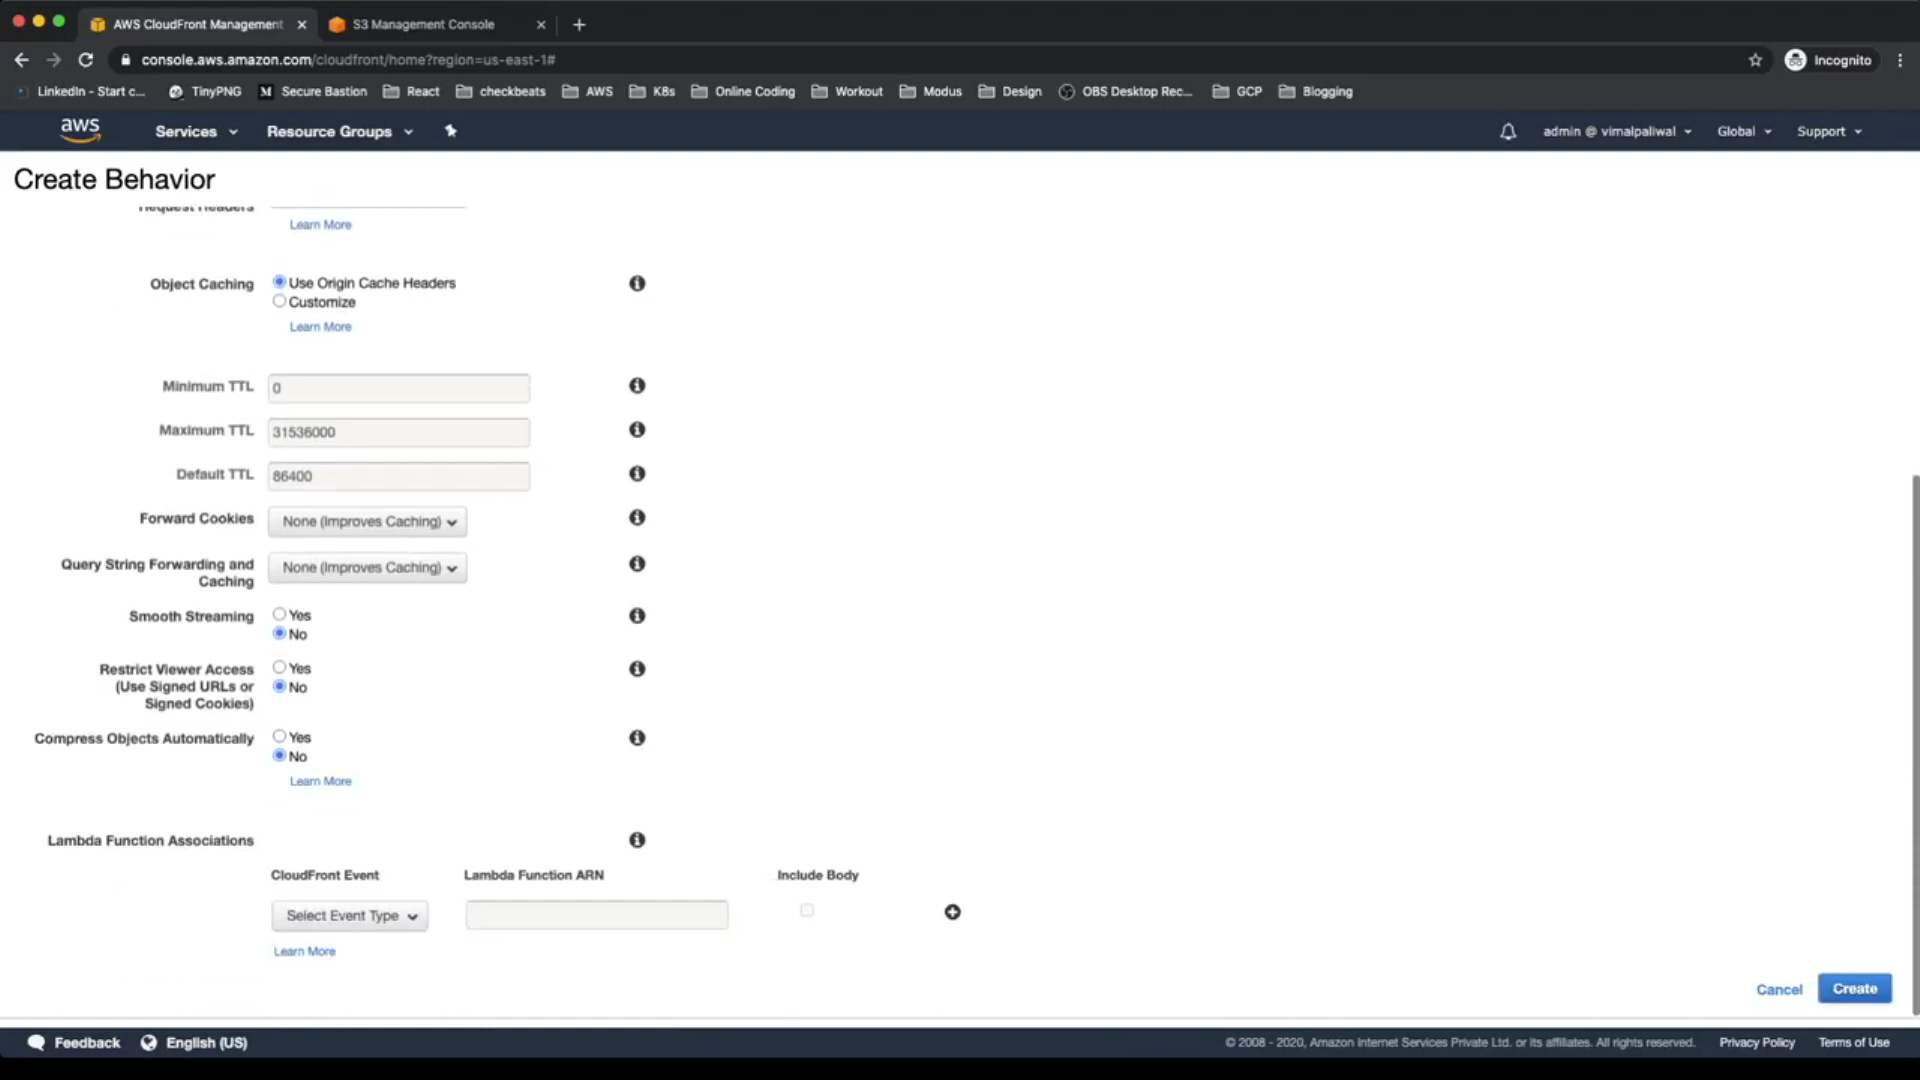 AWS CloudFront Management
S3 Management Console
console.aws.amazon.com/cloudfront/home?region=us-east-1#
Incognito
LinkedIn - Start c...
TinyPNG
M Secure Bastion
React
checkbeats
AWS
K8s
Online Coding
Workout
Modus
Design
OBS Desktop Rec...
GCP
Blogging
aws
Services
Resource Groups
admin @ vimalpaliwal
Global
Support
Create Behavior
Request Headers
Learn More
Object Caching
Use Origin Cache Headers
Customize
Learn More
Minimum TTL
0
Maximum TTL
31536000
Default TTL
86400
Forward Cookies
None (Improves Caching)
Query String Forwarding and
Caching
None (Improves Caching)
Smooth Streaming
Yes
No
Restrict Viewer Access
(Use Signed URLs or
Signed Cookies)
Yes
No
Compress Objects Automatically
Yes
No
Learn More
Lambda Function Associations
CloudFront Event
Lambda Function ARN
Include Body
Select Event Type
Learn More
Cancel
Create
Feedback
English (US)
© 2008 - 2020, Amazon Internet Services Private Ltd. or its affiliates. All rights reserved.
Privacy Policy
Terms of Use